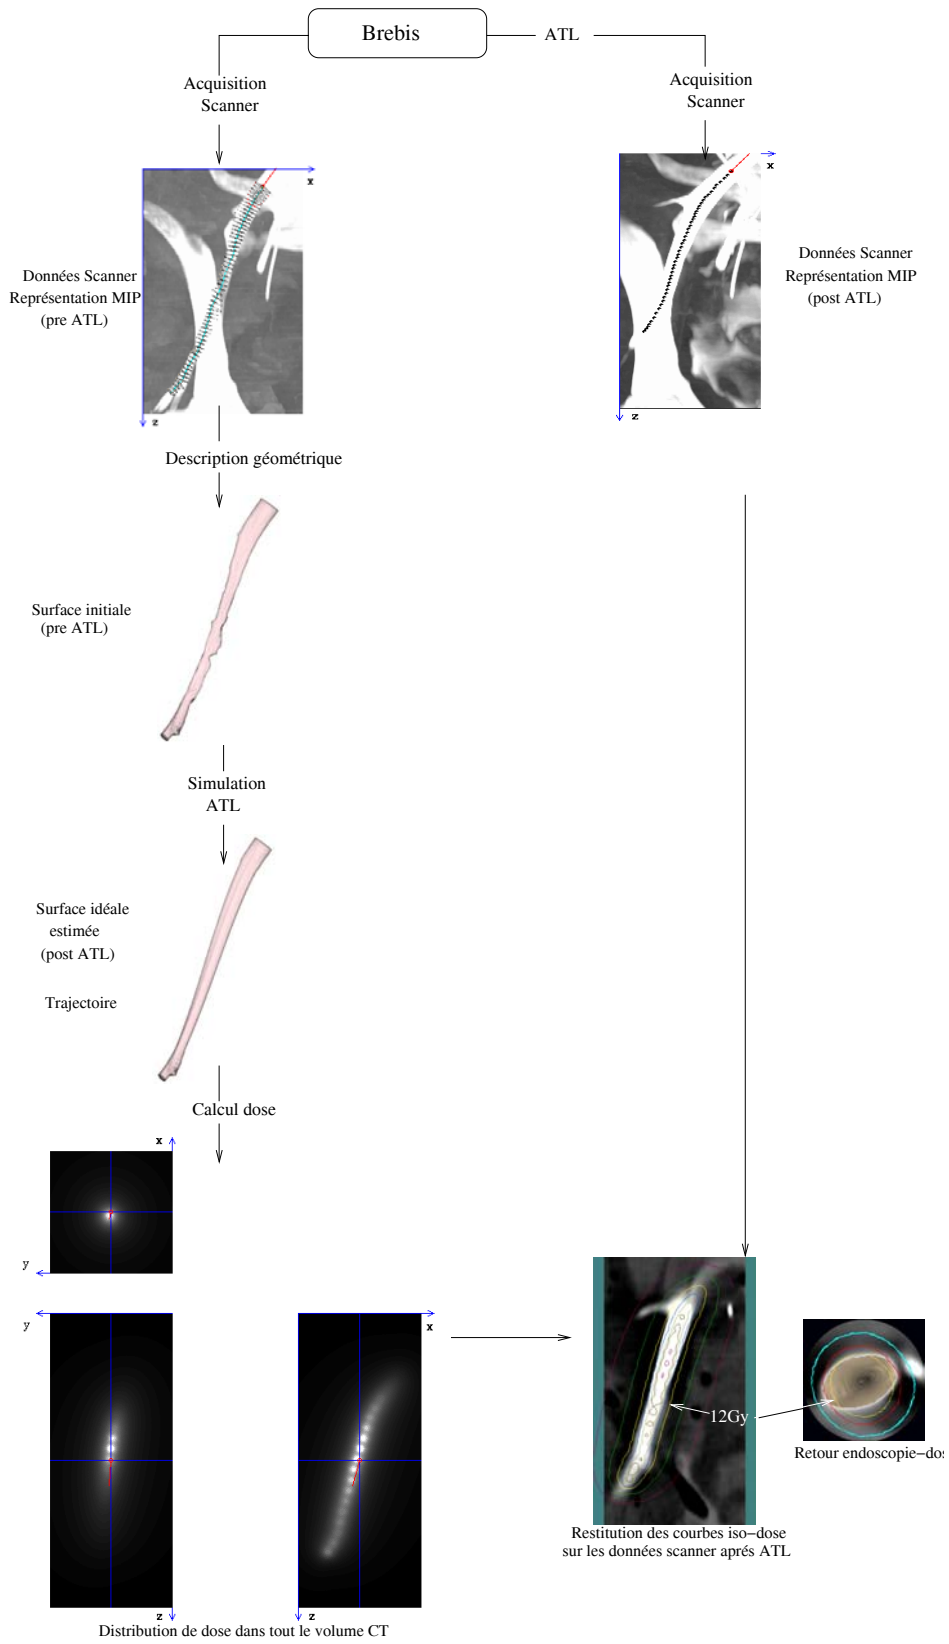 Brebis
ATL
Acquisition
Scanner
Acquisition
Scanner
x
x
Données Scanner
Représentation MIP
(pre ATL)
Données Scanner
Représentation MIP
(post ATL)
z
z
Description géométrique
Surface initiale
(pre ATL)
Simulation
ATL
Surface idéale
estimée
(post ATL)
Trajectoire
Calcul dose
x
y
y
x
12Gy
Retour endoscopie–dos
Restitution des courbes iso–dose
sur les données scanner aprés ATL
z
z
Distribution de dose dans tout le volume CT